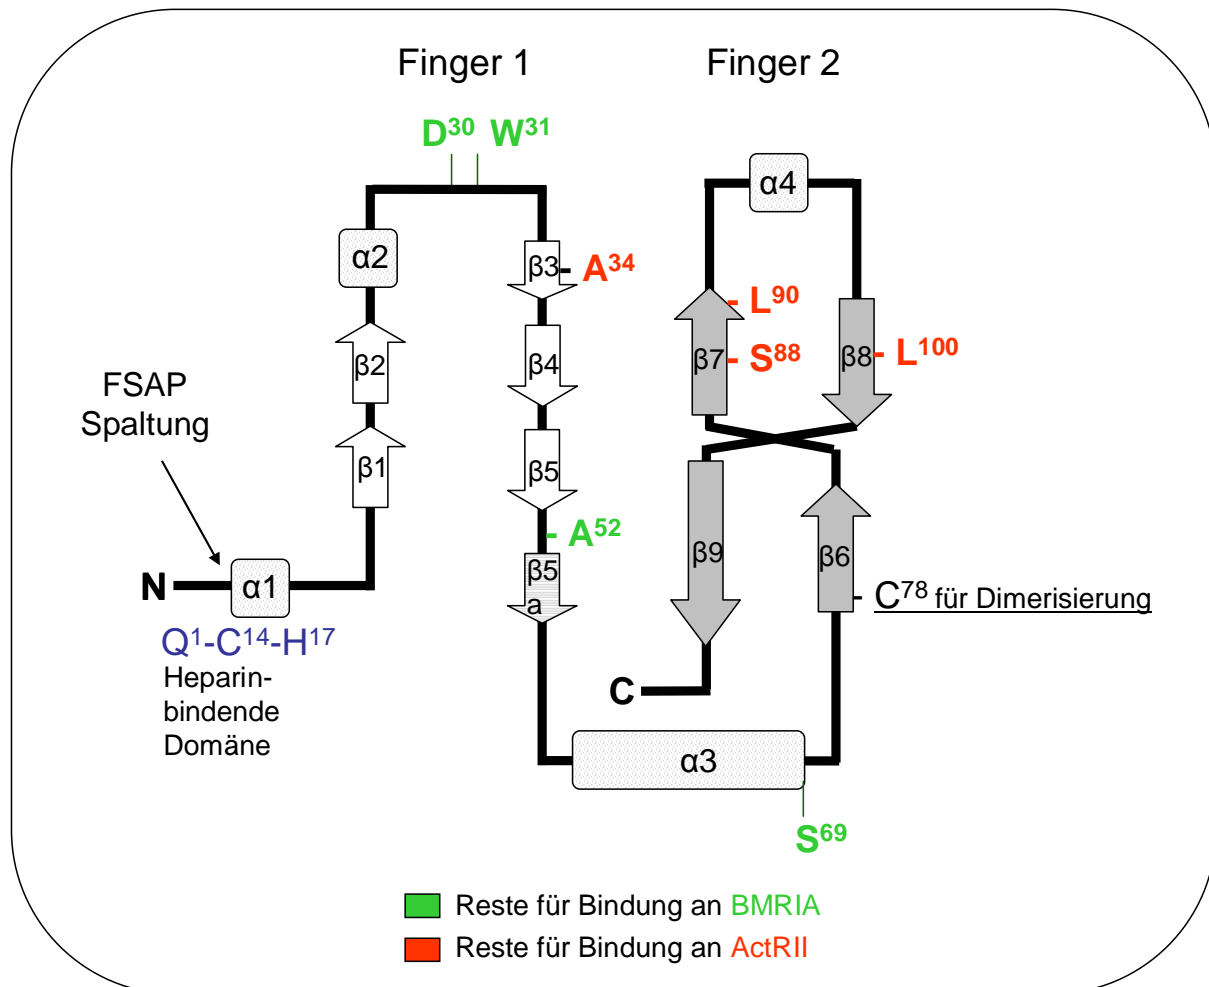 Finger 1 Finger 2
D30 W31
α4
α2
β3 - A34
- L90
β2 β4 β7 - S88 β8 - L100
FSAP
Spaltung
β1 β5
- A52
N α1 β5
a
β9 β6
- C78 für Dimerisierung
Q1-C14-H17
Heparin-
bindende
Domäne
C
α3
S69
Reste für Bindung an BMRIA
Reste für Bindung an ActRII